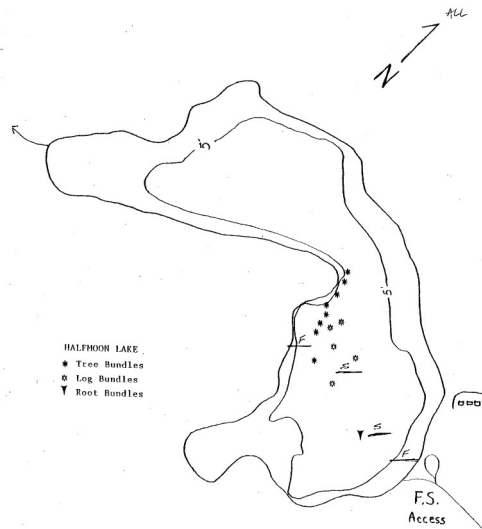 ALL
N
5'
5'
HALFMOON LAKE
Tree Bundles
Log Bundles
Root Bundles
F
S
S
F
F.S.
Access